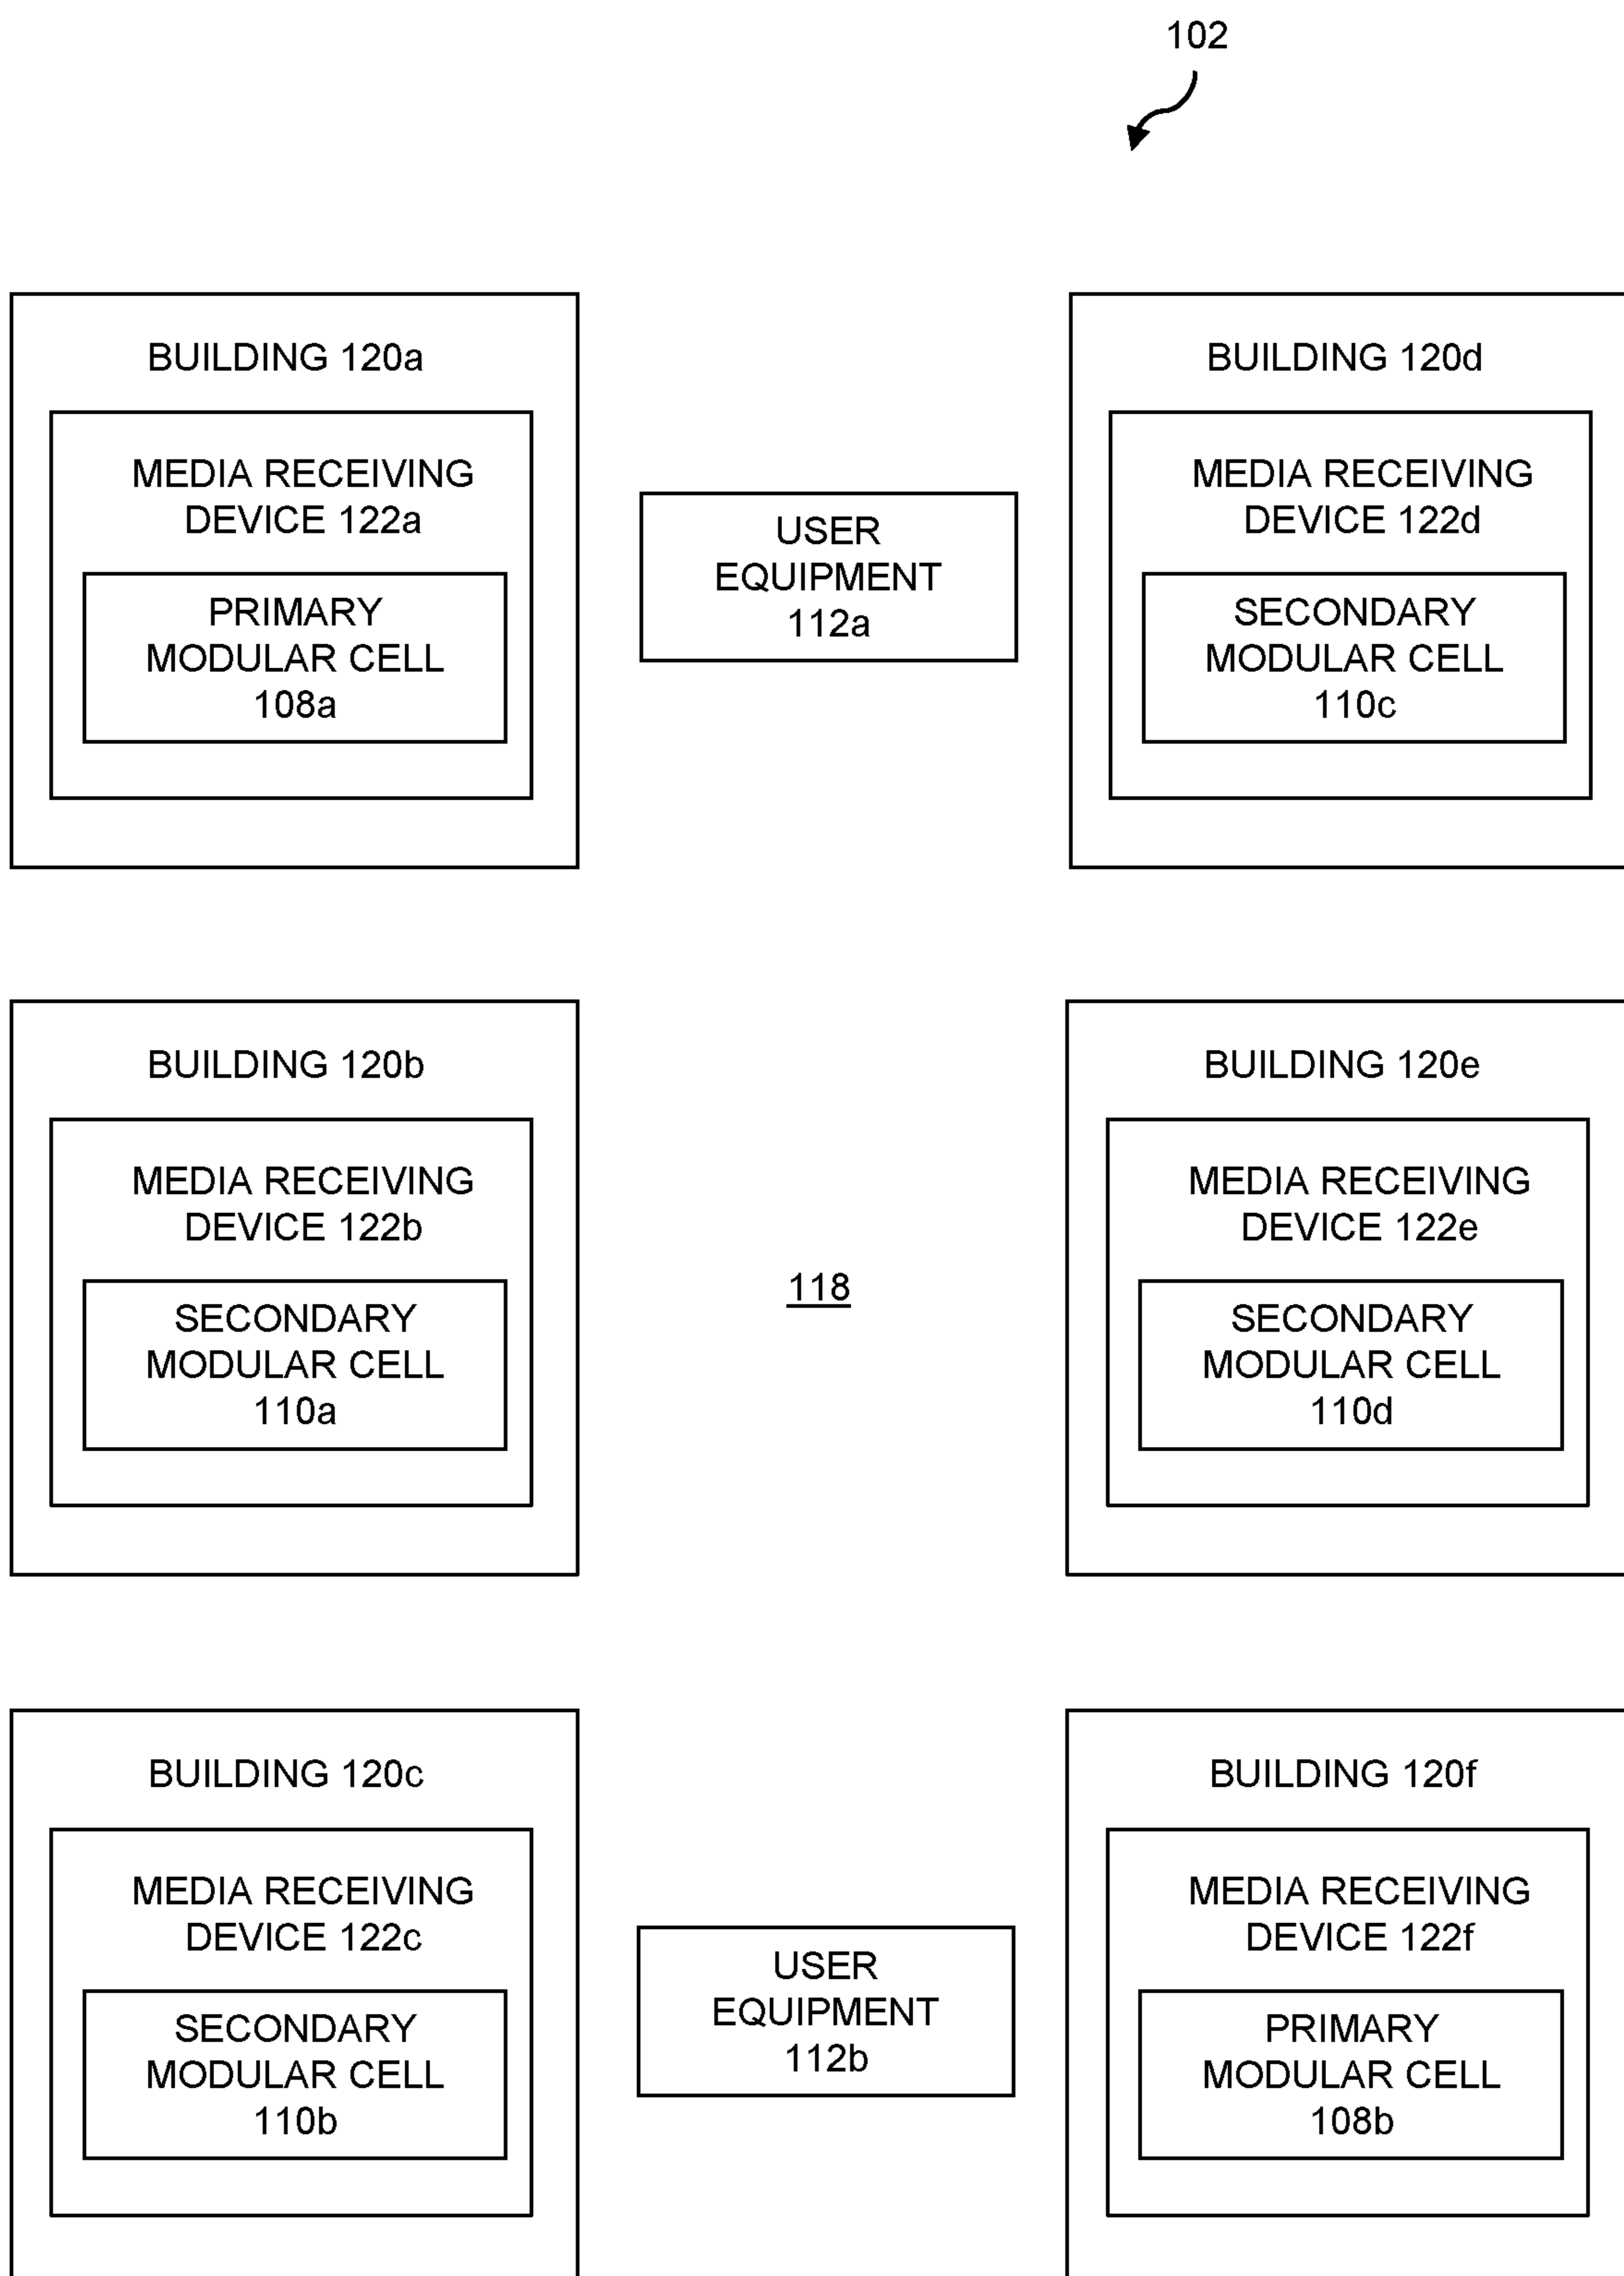 102
BUILDING 120a
MEDIA RECEIVING
DEVICE 122a
PRIMARY
MODULAR CELL
108a
USER
EQUIPMENT
112a
BUILDING 120d
MEDIA RECEIVING
DEVICE 122d
SECONDARY
MODULAR CELL
110c
BUILDING 120b
MEDIA RECEIVING
DEVICE 122b
SECONDARY
MODULAR CELL
110a
118
BUILDING 120e
MEDIA RECEIVING
DEVICE 122e
SECONDARY
MODULAR CELL
110d
BUILDING 120c
MEDIA RECEIVING
DEVICE 122c
SECONDARY
MODULAR CELL
110b
USER
EQUIPMENT
112b
BUILDING 120f
MEDIA RECEIVING
DEVICE 122f
PRIMARY
MODULAR CELL
108b